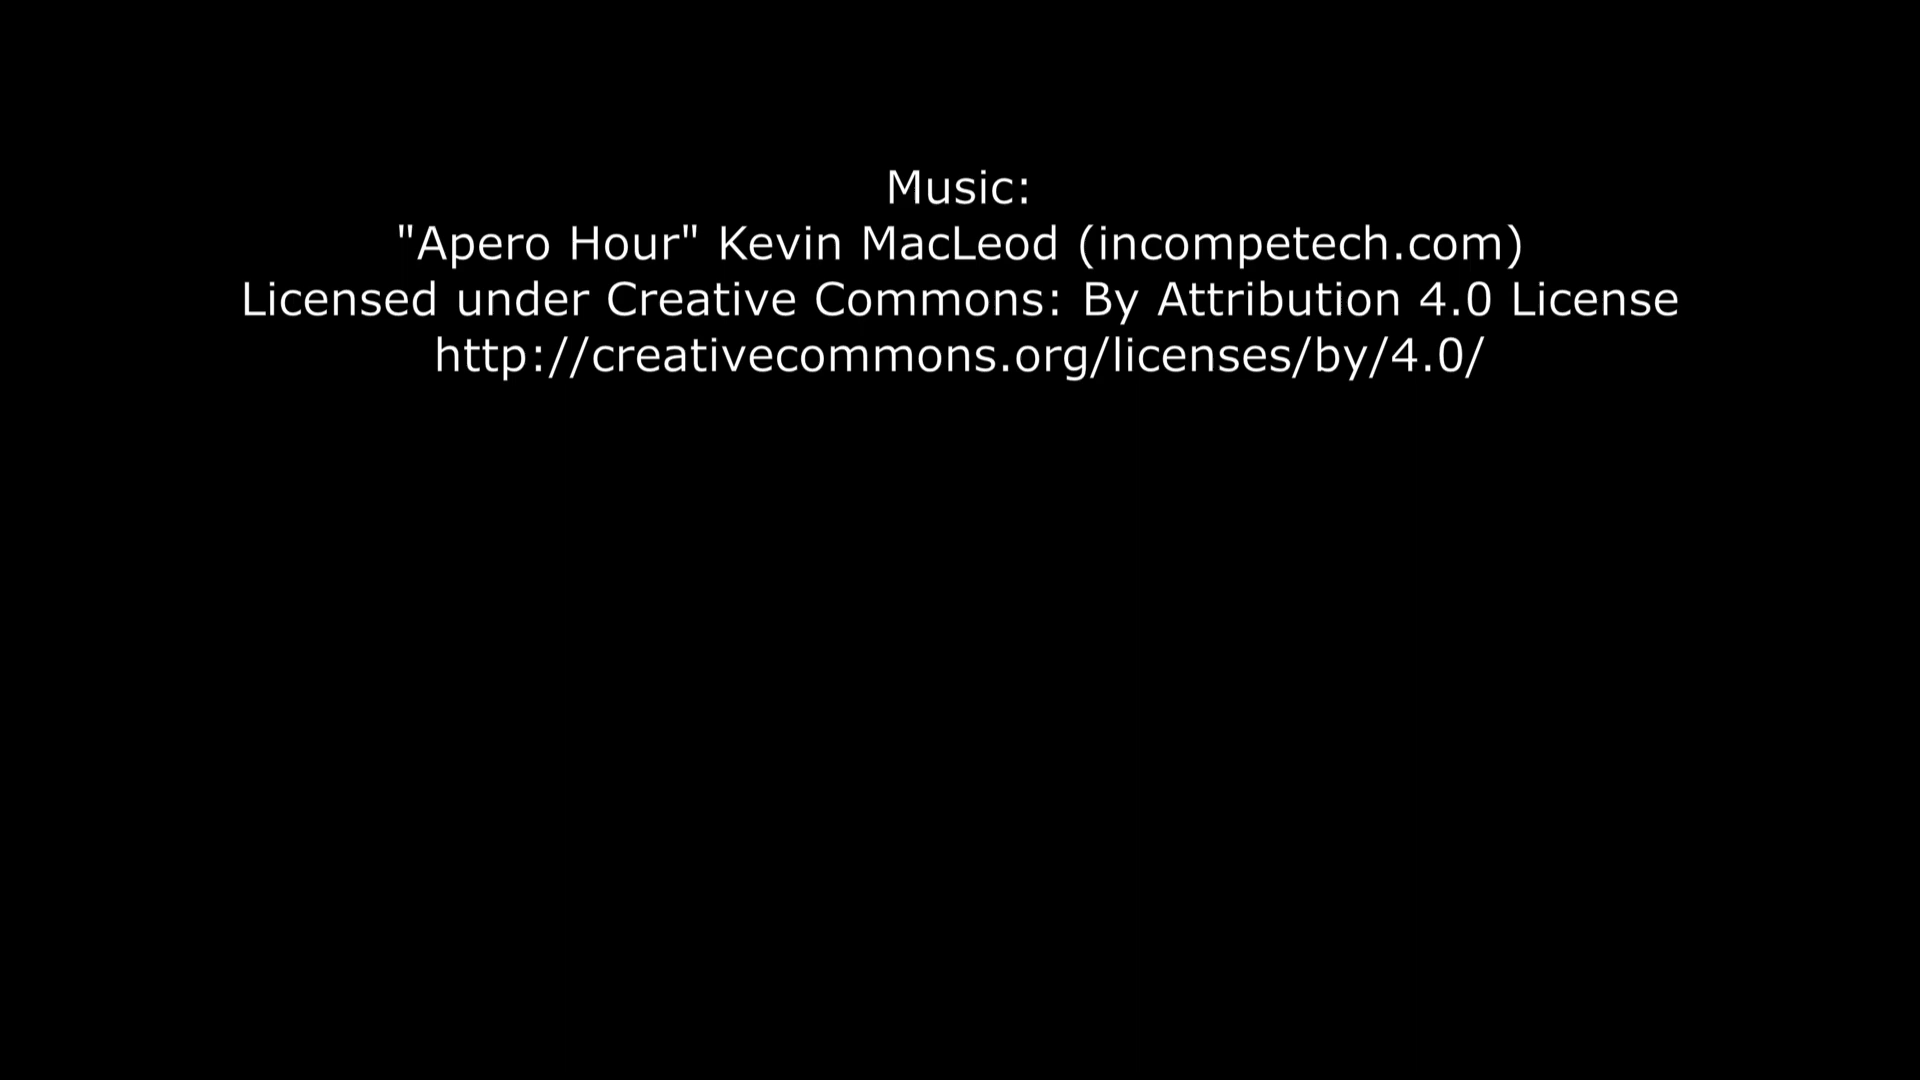 Music:
"Apero Hour" Kevin MacLeod (incompetech.com)
Licensed under Creative Commons: By Attribution 4.0 License
http://creativecommons.org/licenses/by/4.0/